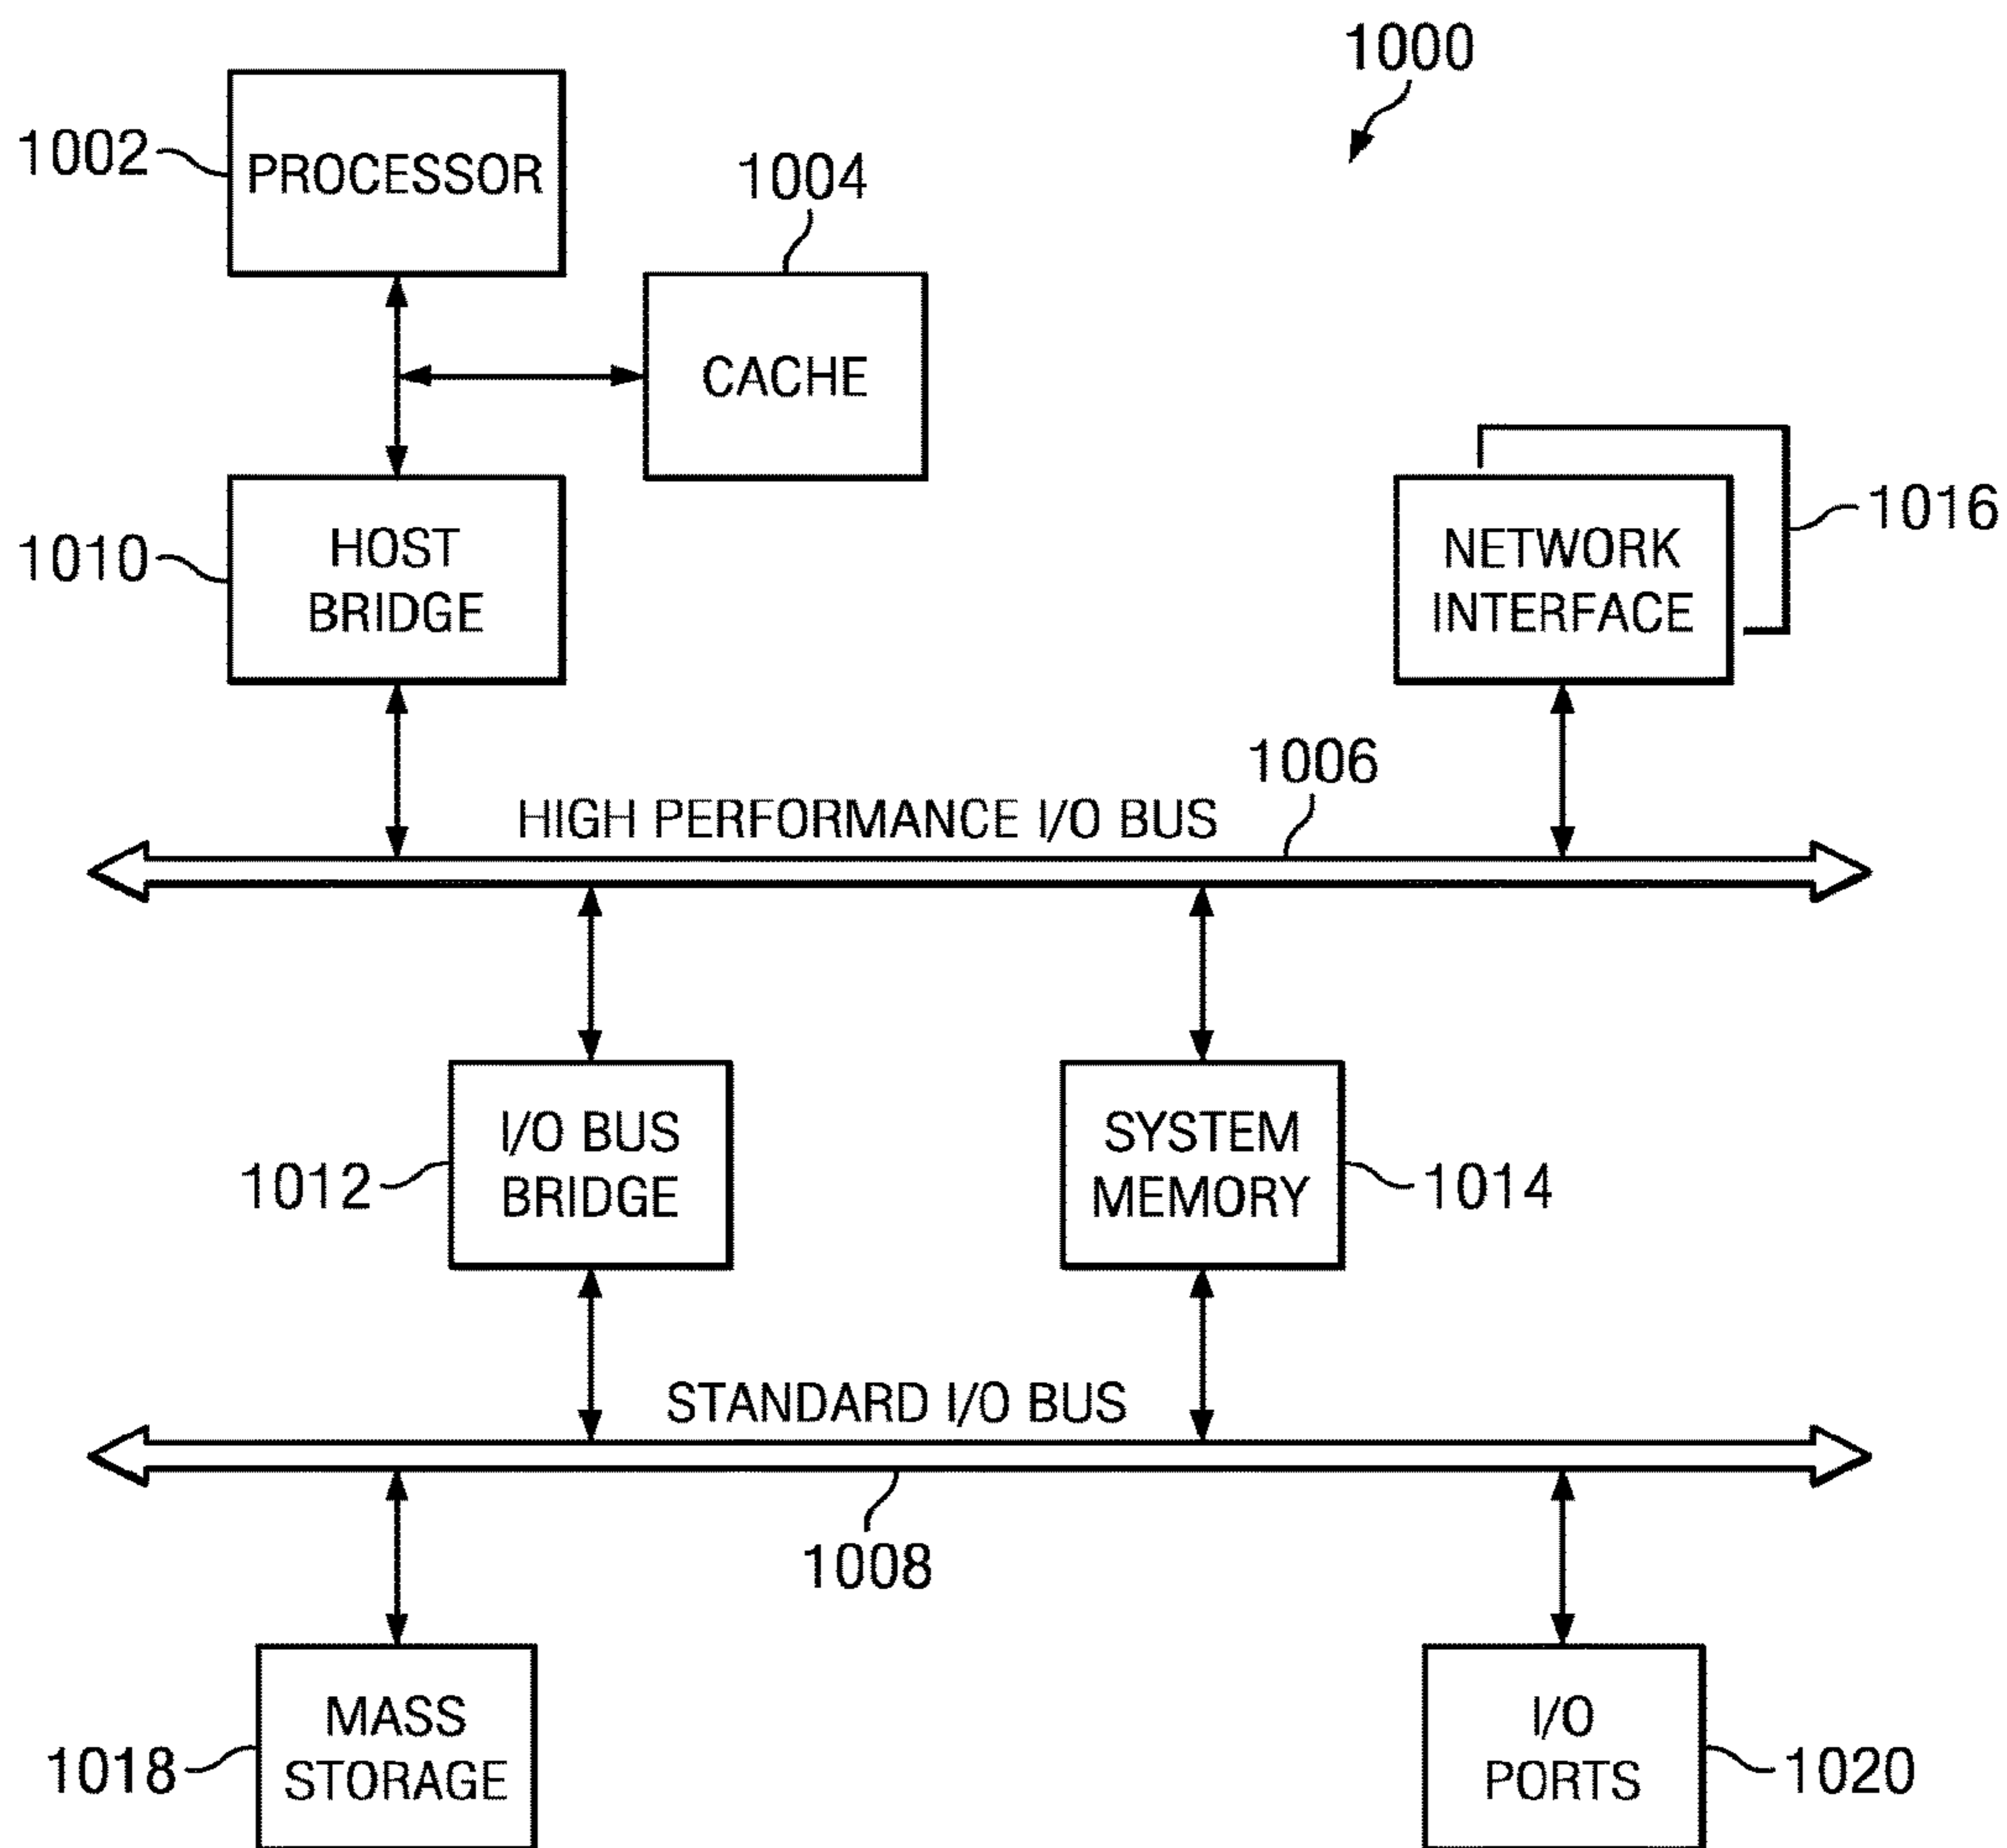 1000
1002
PROCESSOR
1004
CACHE
1010
HOST
BRIDGE
1016
NETWORK
INTERFACE
1006
HIGH PERFORMANCE I/O BUS
1012
I/O BUS
BRIDGE
SYSTEM
MEMORY
1014
STANDARD I/O BUS
1008
1018
MASS
STORAGE
I/O
PORTS
1020